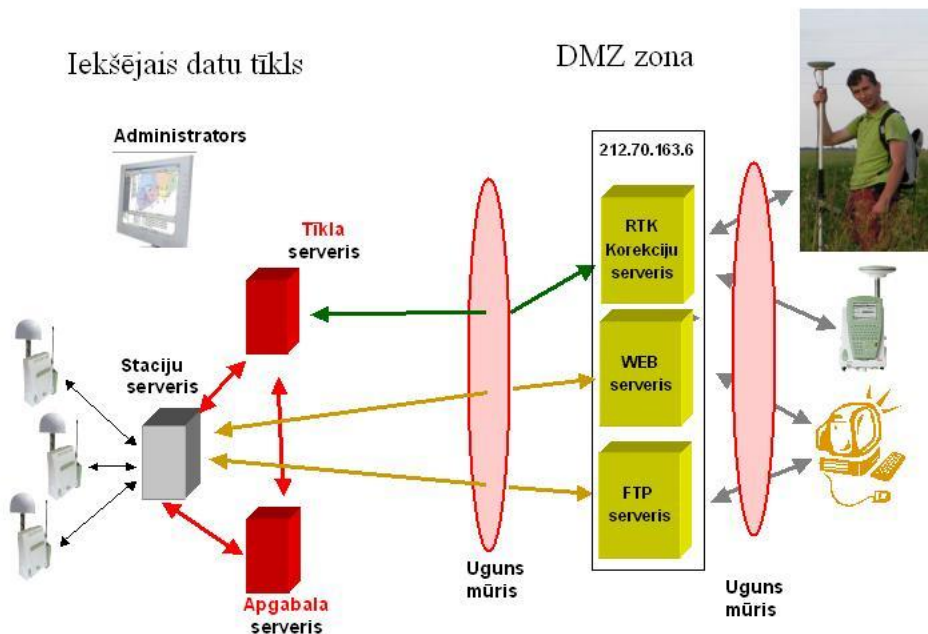 Iekšējais datu tīkls
DMZ zona
Administrators
212.70.163.6
Tīkla
serveris
RTK
Korekciju
serveris
Staciju
serveris
WEB
serveris
FTP
serveris
Uguns
mūris
Uguns
mūris
Apgabala
serveris